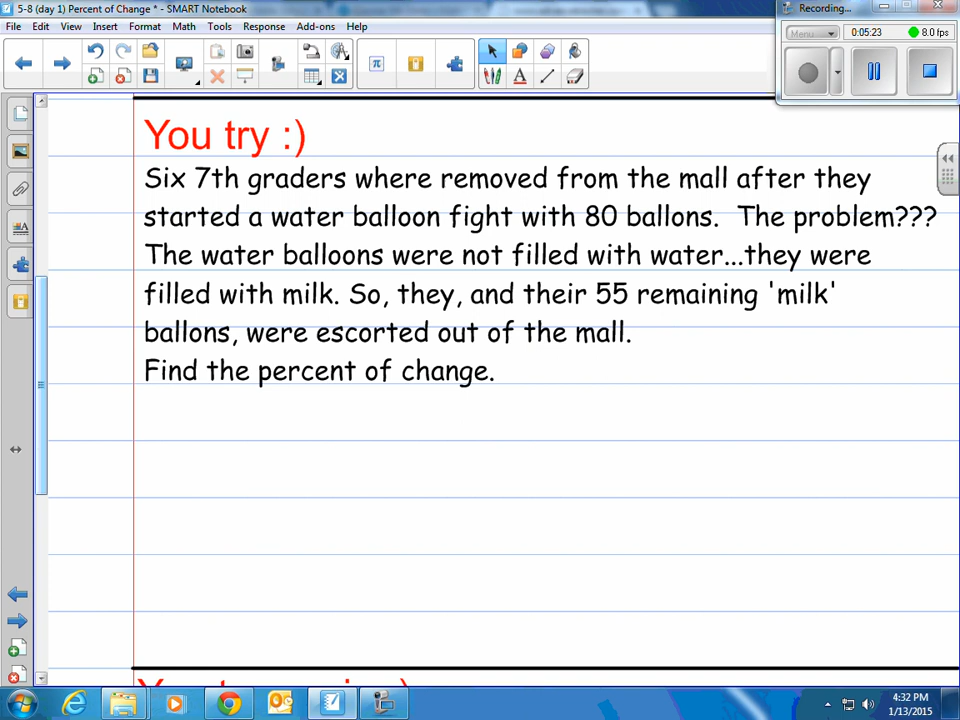 5-8 (day 1) Percent of Change * - SMART Notebook
Recording...
File Edit View Insert Format Math Tools Response Add-ons Help
Menu 00:05:23 8.0 fps
You try :)
Six 7th graders where removed from the mall after they
started a water balloon fight with 80 ballons. The problem???
The water balloons were not filled with water...they were
filled with milk. So, they, and their 55 remaining 'milk'
ballons, were escorted out of the mall.
Find the percent of change.
4:32 PM
1/13/2015